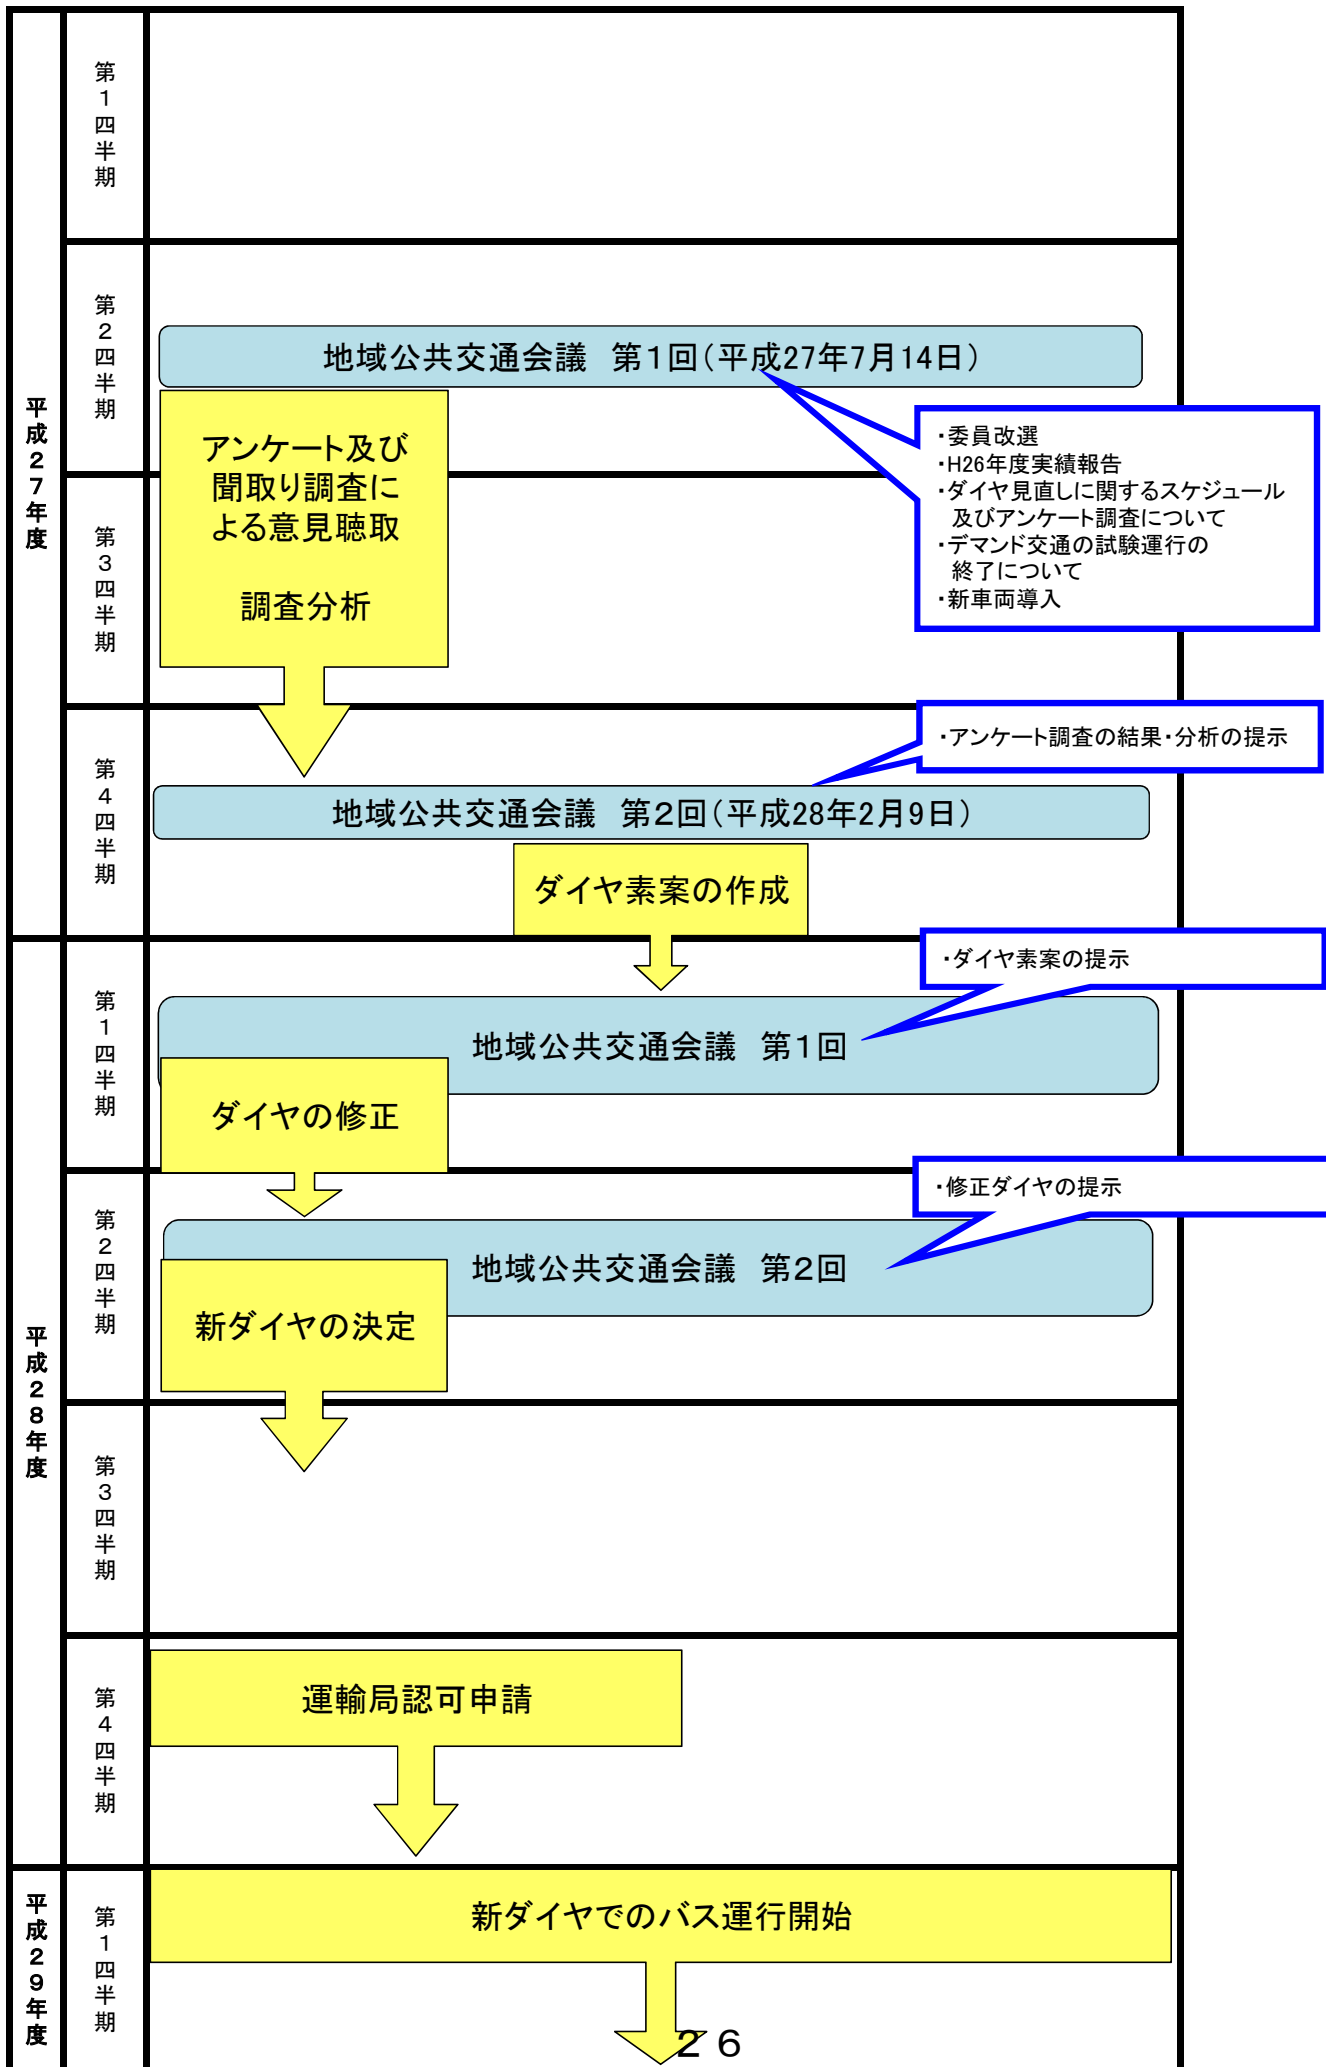 平成27年度
第1四半期
第2四半期
地域公共交通会議　第1回（平成27年7月14日）
アンケート及び
聞取り調査に
よる意見聴取
調査分析
・委員改選
・H26年度実績報告
・ダイヤ見直しに関するスケジュール
及びアンケート調査について
・デマンド交通の試験運行の
終了について
・新車両導入
第3四半期
第4四半期
・アンケート調査の結果・分析の提示
地域公共交通会議　第2回（平成28年2月9日）
ダイヤ素案の作成
平成28年度
第1四半期
・ダイヤ素案の提示
地域公共交通会議　第1回
ダイヤの修正
第2四半期
・修正ダイヤの提示
地域公共交通会議　第2回
新ダイヤの決定
第3四半期
第4四半期
運輸局認可申請
平成29年度
第1四半期
新ダイヤでのバス運行開始
26